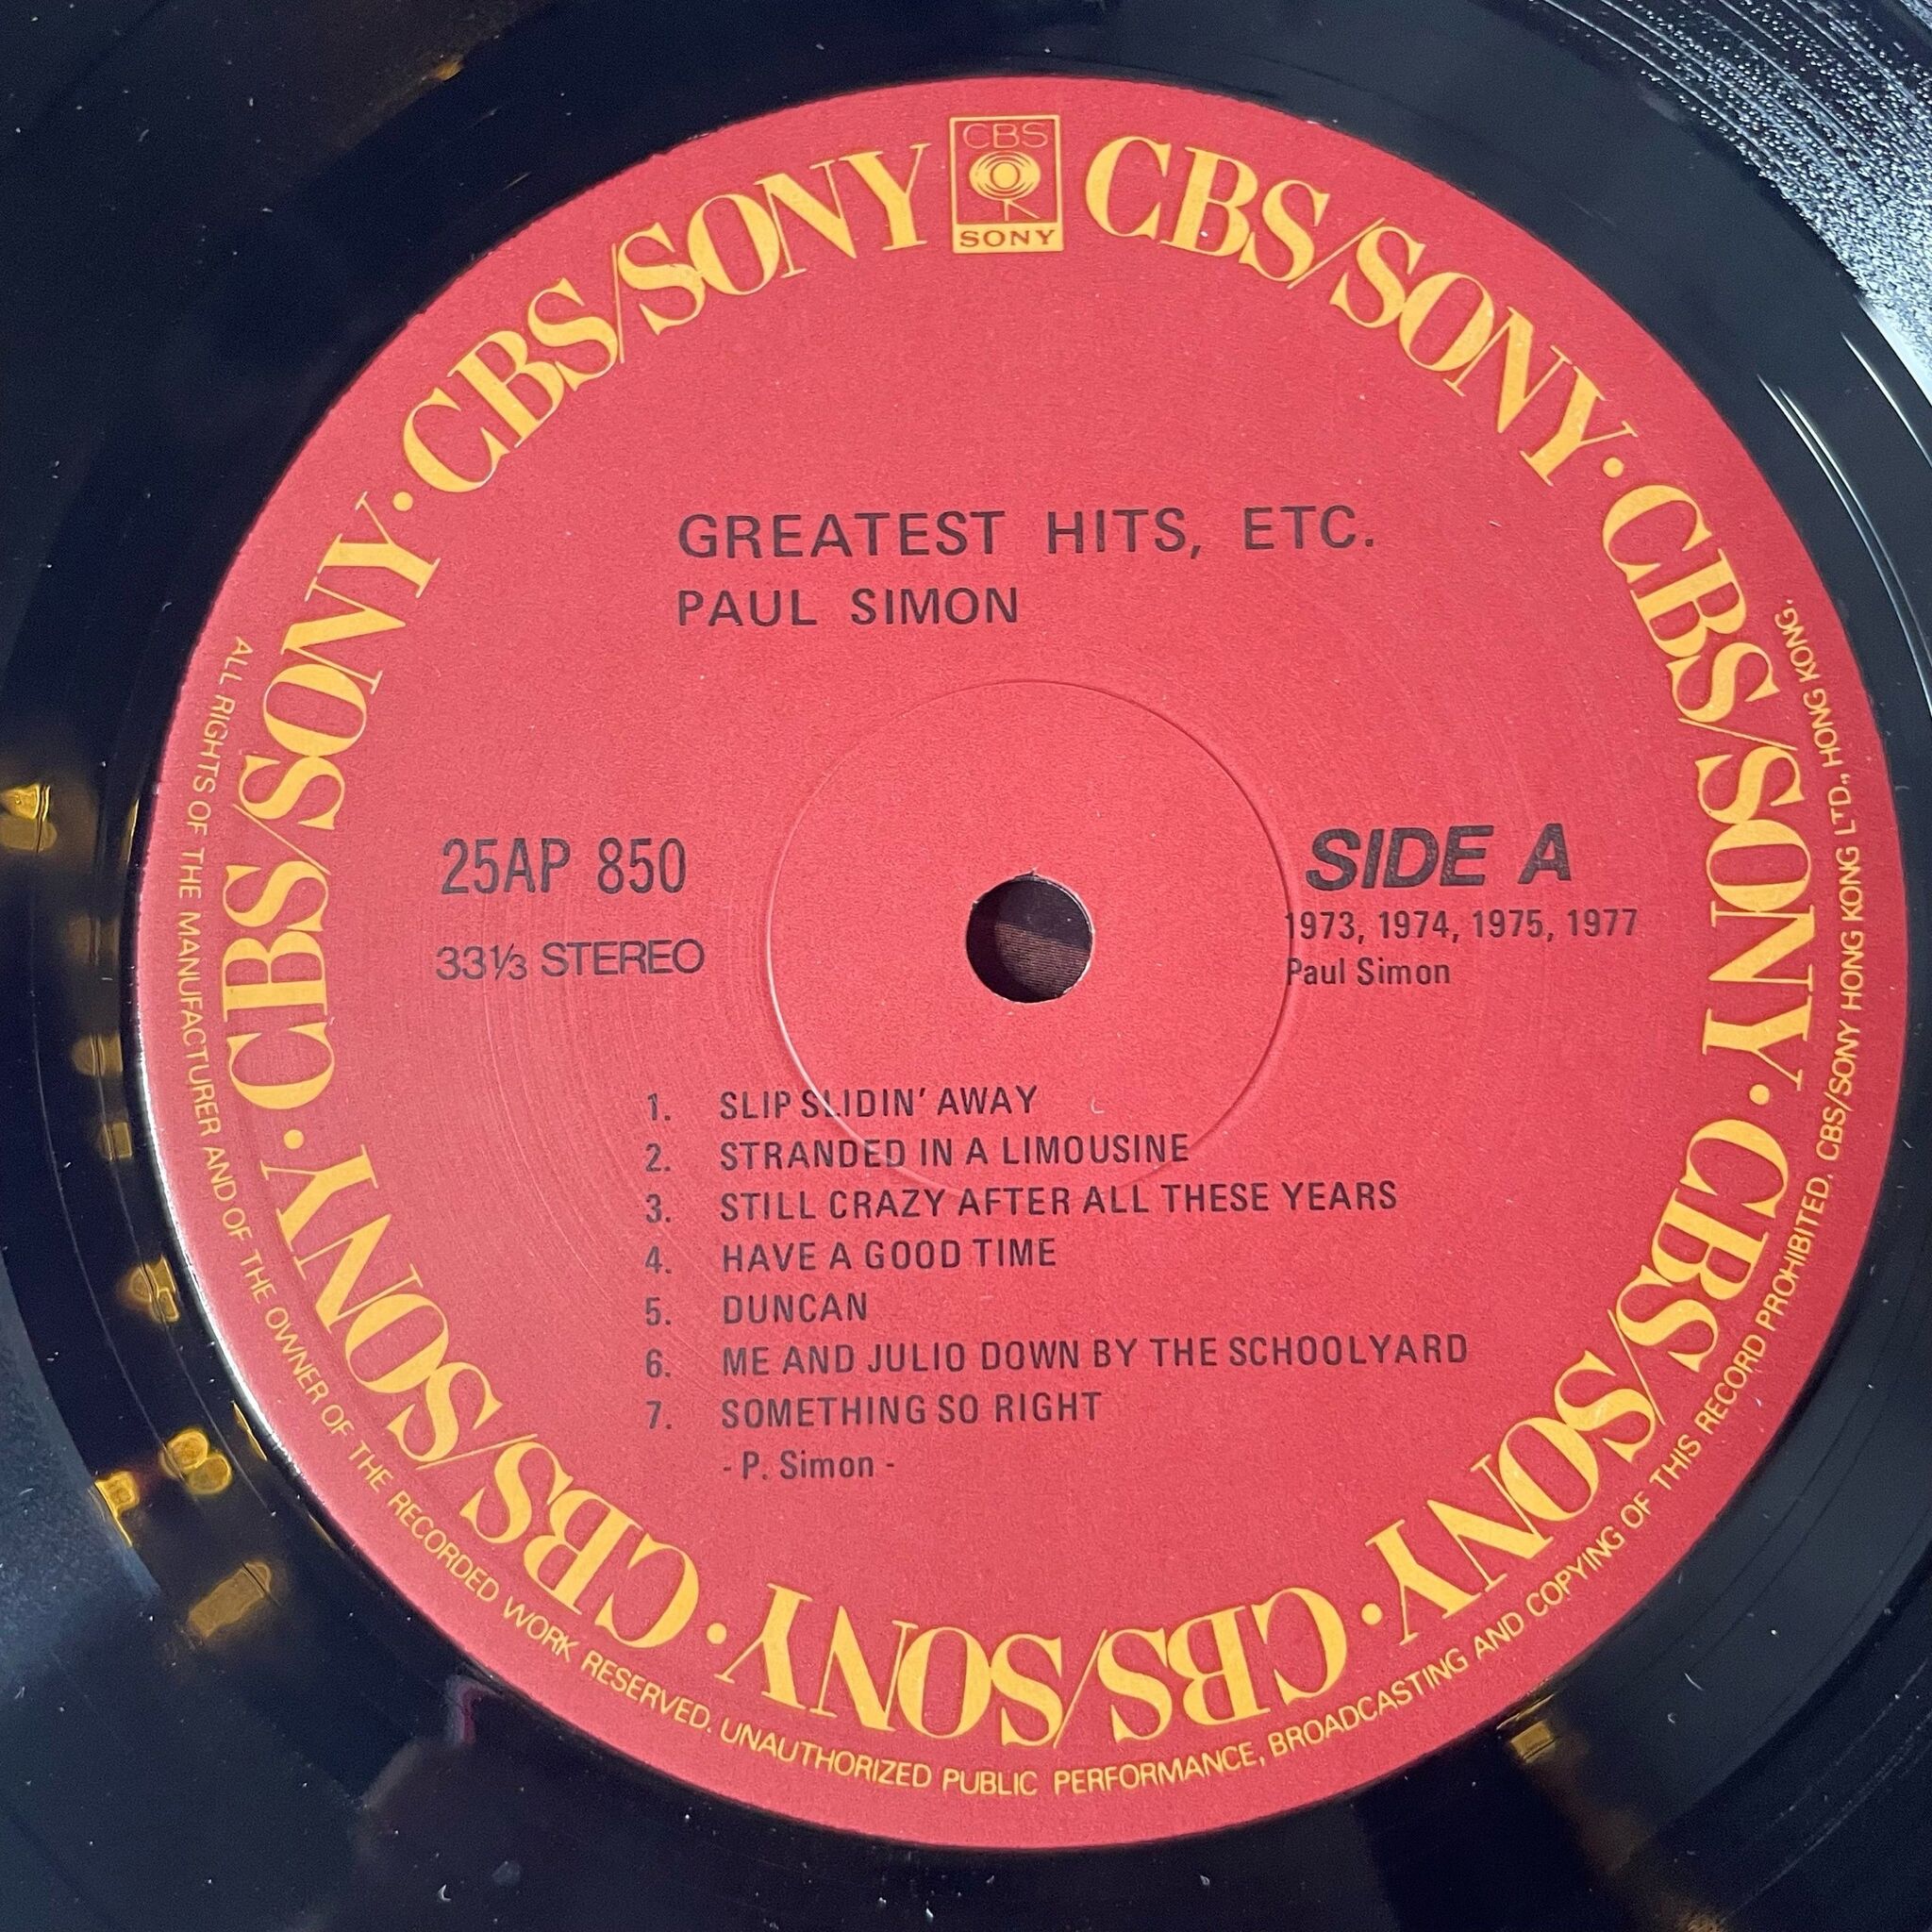 CBS
SONY
CBS/SONY · CBS/SONY · CBS/SONY · CBS/SONY · CBS/SONY · CBS/SONY · CBS/SONY · CBS/SONY
GREATEST HITS, ETC.
PAUL SIMON
25AP 850
33⅓ STEREO
SIDE A
1973, 1974, 1975, 1977
Paul Simon
1. SLIP SLIDIN' AWAY
2. STRANDED IN A LIMOUSINE
3. STILL CRAZY AFTER ALL THESE YEARS
4. HAVE A GOOD TIME
5. DUNCAN
6. ME AND JULIO DOWN BY THE SCHOOLYARD
7. SOMETHING SO RIGHT
- P. Simon -
ALL RIGHTS OF THE MANUFACTURER AND OF THE OWNER OF THE RECORDED WORK RESERVED. UNAUTHORIZED PUBLIC PERFORMANCE, BROADCASTING AND COPYING OF THIS RECORD PROHIBITED. CBS/SONY HONG KONG LTD., HONG KONG.